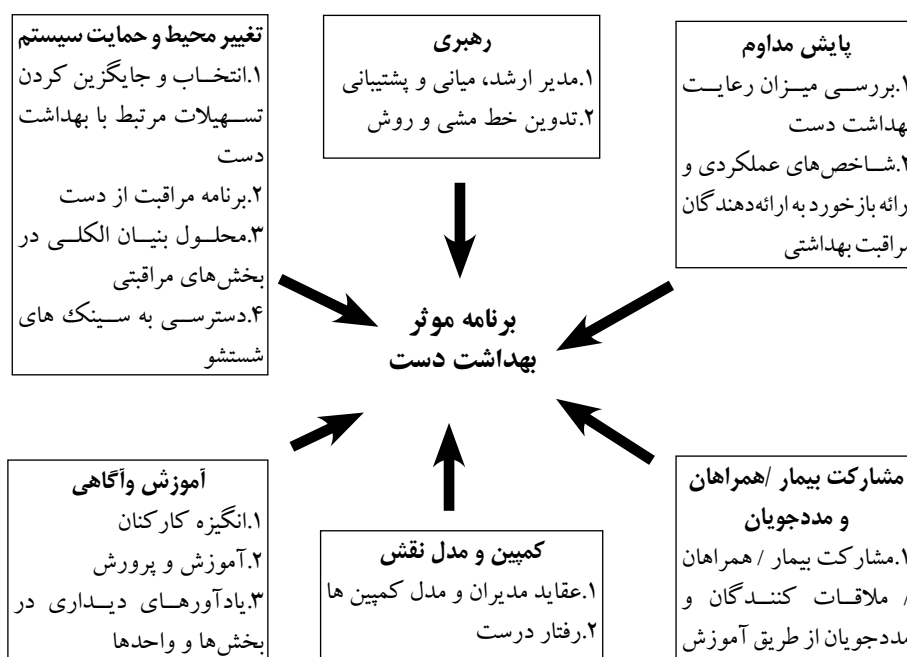 پایش مداوم
۱.بررسی میزان رعایت
بهداشت دست
۲.شاخص‌های عملکردی و
ارائه بازخورد به ارائه‌دهندگان
مراقبت بهداشتی
رهبری
۱.مدیر ارشد، میانی و پشتیبانی
۲.تدوین خط مشی و روش
تغییر محیط و حمایت سیستم
۱.انتخاب و جایگزین کردن
تسهیلات مرتبط با بهداشت
دست
۲.برنامه مراقبت از دست
۳.محلول بنیان الکلی در
بخش‌های مراقبتی
۴.دسترسی به سینک های
شستشو
برنامه موثر
بهداشت دست
مشارکت بیمار /همراهان
و مددجویان
۱.مشارکت بیمار / همراهان
/ ملاقات کنندگان و
مددجویان از طریق آموزش
کمپین و مدل نقش
۱.عقاید مدیران و مدل کمپین ها
۲.رفتار درست
آموزش وآگاهی
۱.انگیزه کارکنان
۲.آموزش و پرورش
۳.یادآورهای دیداری در
بخش‌ها و واحدها